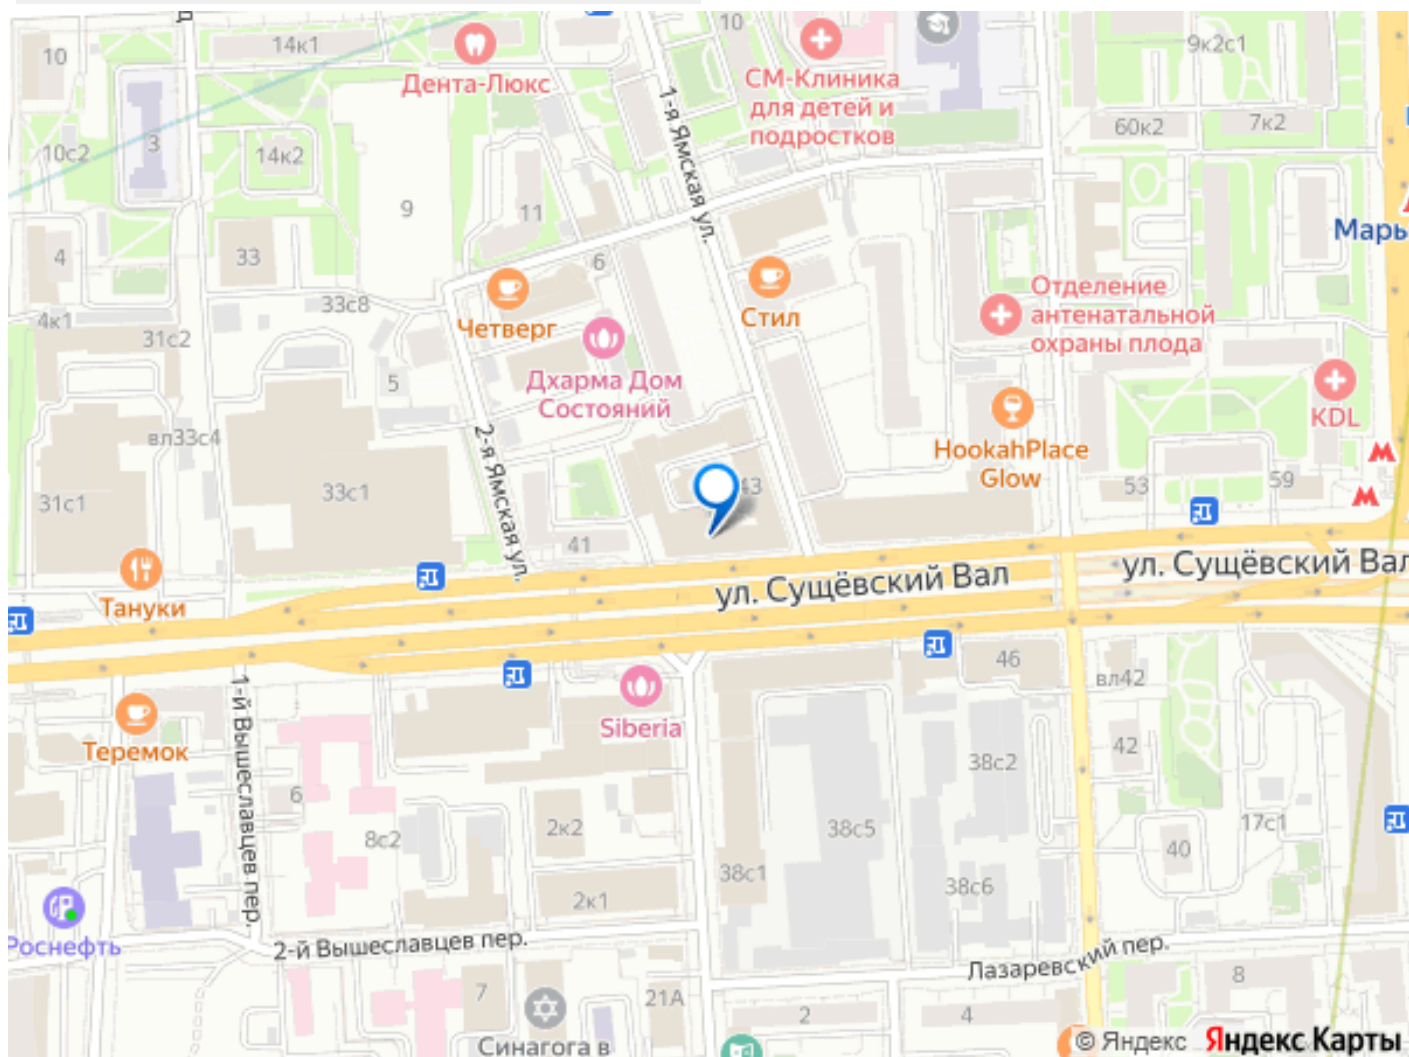 10
14к1
Дента-Люкс
10
СМ-Клиника
для детей и
подростков
9к2с1
60к2
7к2
3
10с2
14к2
1-я Ямская ул.
9
11
4
33
6
Марь
33с8
Четверг
Стил
Отделение
антенатальной
охраны плода
4к1
31с2
5
Дхарма Дом
Состояний
KDL
вл33с4
2-я Ямская ул.
HookahPlace
Glow
31с1
33с1
43
53
59
41
ул. Сущёвский Вал
ул. Сущёвский Вал
Тануки
46
вл42
1-й Вышеславцев пер.
Siberia
Теремок
42
38с2
6
8с2
2к2
38с5
17с1
40
38с1
38с6
2к1
Роснефть
2-й Вышеславцев пер.
Лазаревский пер.
7
21А
2
4
8
Синагога в
© Яндекс Яндекс Карты